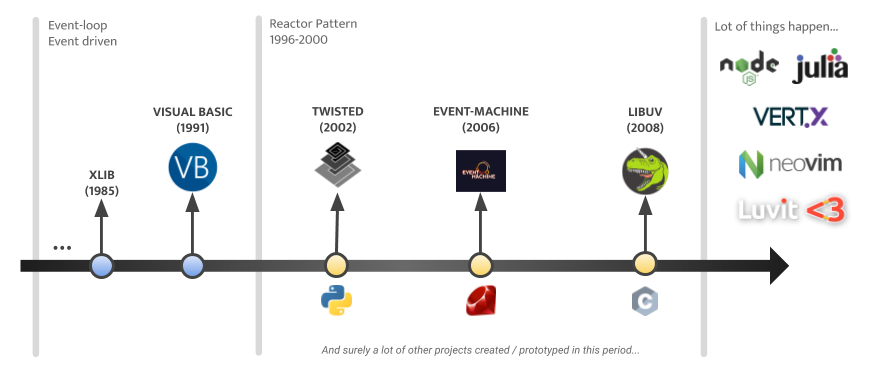 Event-loop
Event driven
Reactor Pattern
1996-2000
Lot of things happen...
node
JS
julia
VERT.X
neovim
Luvit <3
VISUAL BASIC
(1991)
VB
TWISTED
(2002)
EVENT-MACHINE
(2006)
EVENT MACHINE
LIBUV
(2008)
XLIB
(1985)
...
C
And surely a lot of other projects created / prototyped in this period...